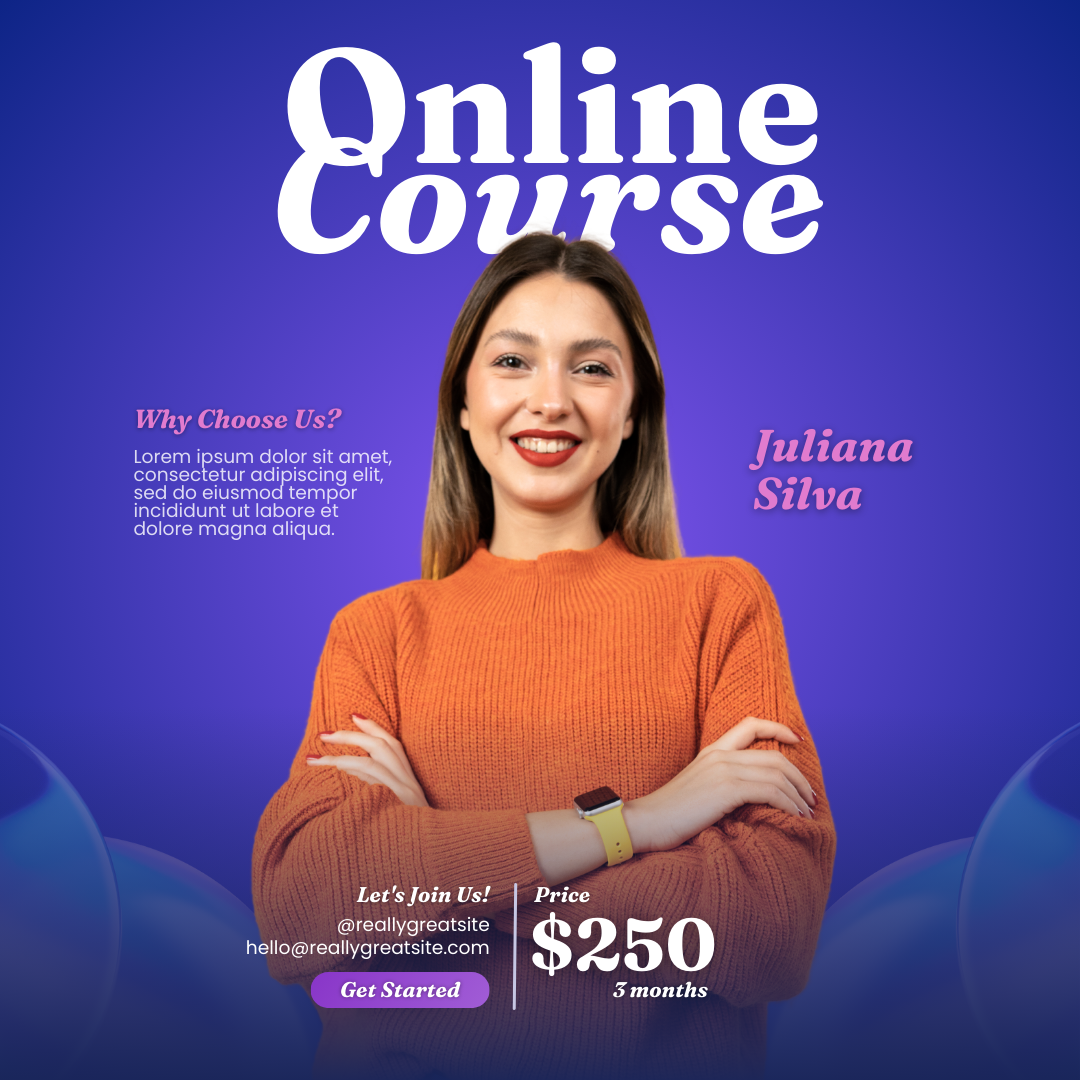 Online
Course
Why Choose Us?
Lorem ipsum dolor sit amet,
consectetur adipiscing elit,
sed do eiusmod tempor
incididunt ut labore et
dolore magna aliqua.
Juliana
Silva
Let's Join Us!
@reallygreatsite
hello@reallygreatsite.com
Get Started
Price
$250
3 months